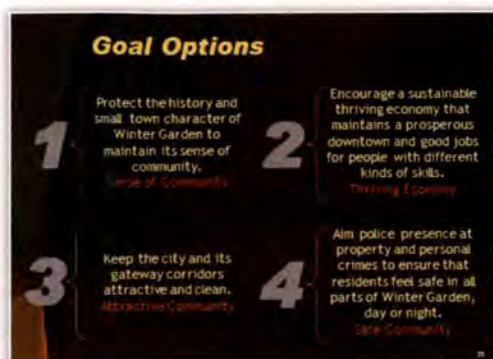 Goal Options
1
Protect the history and
small town character of
Winter Garden to
maintain its sense of
community.
Sense of Community
2
Encourage a sustainable
thriving economy that
maintains a prosperous
downtown and good jobs
for people with different
kinds of skills.
Thriving Economy
3
Keep the city and its
gateway corridors
attractive and clean.
Attractive Community
4
Aim police presence at
property and personal
crimes to ensure that
residents feel safe in all
parts of Winter Garden,
day or night.
Safe Community